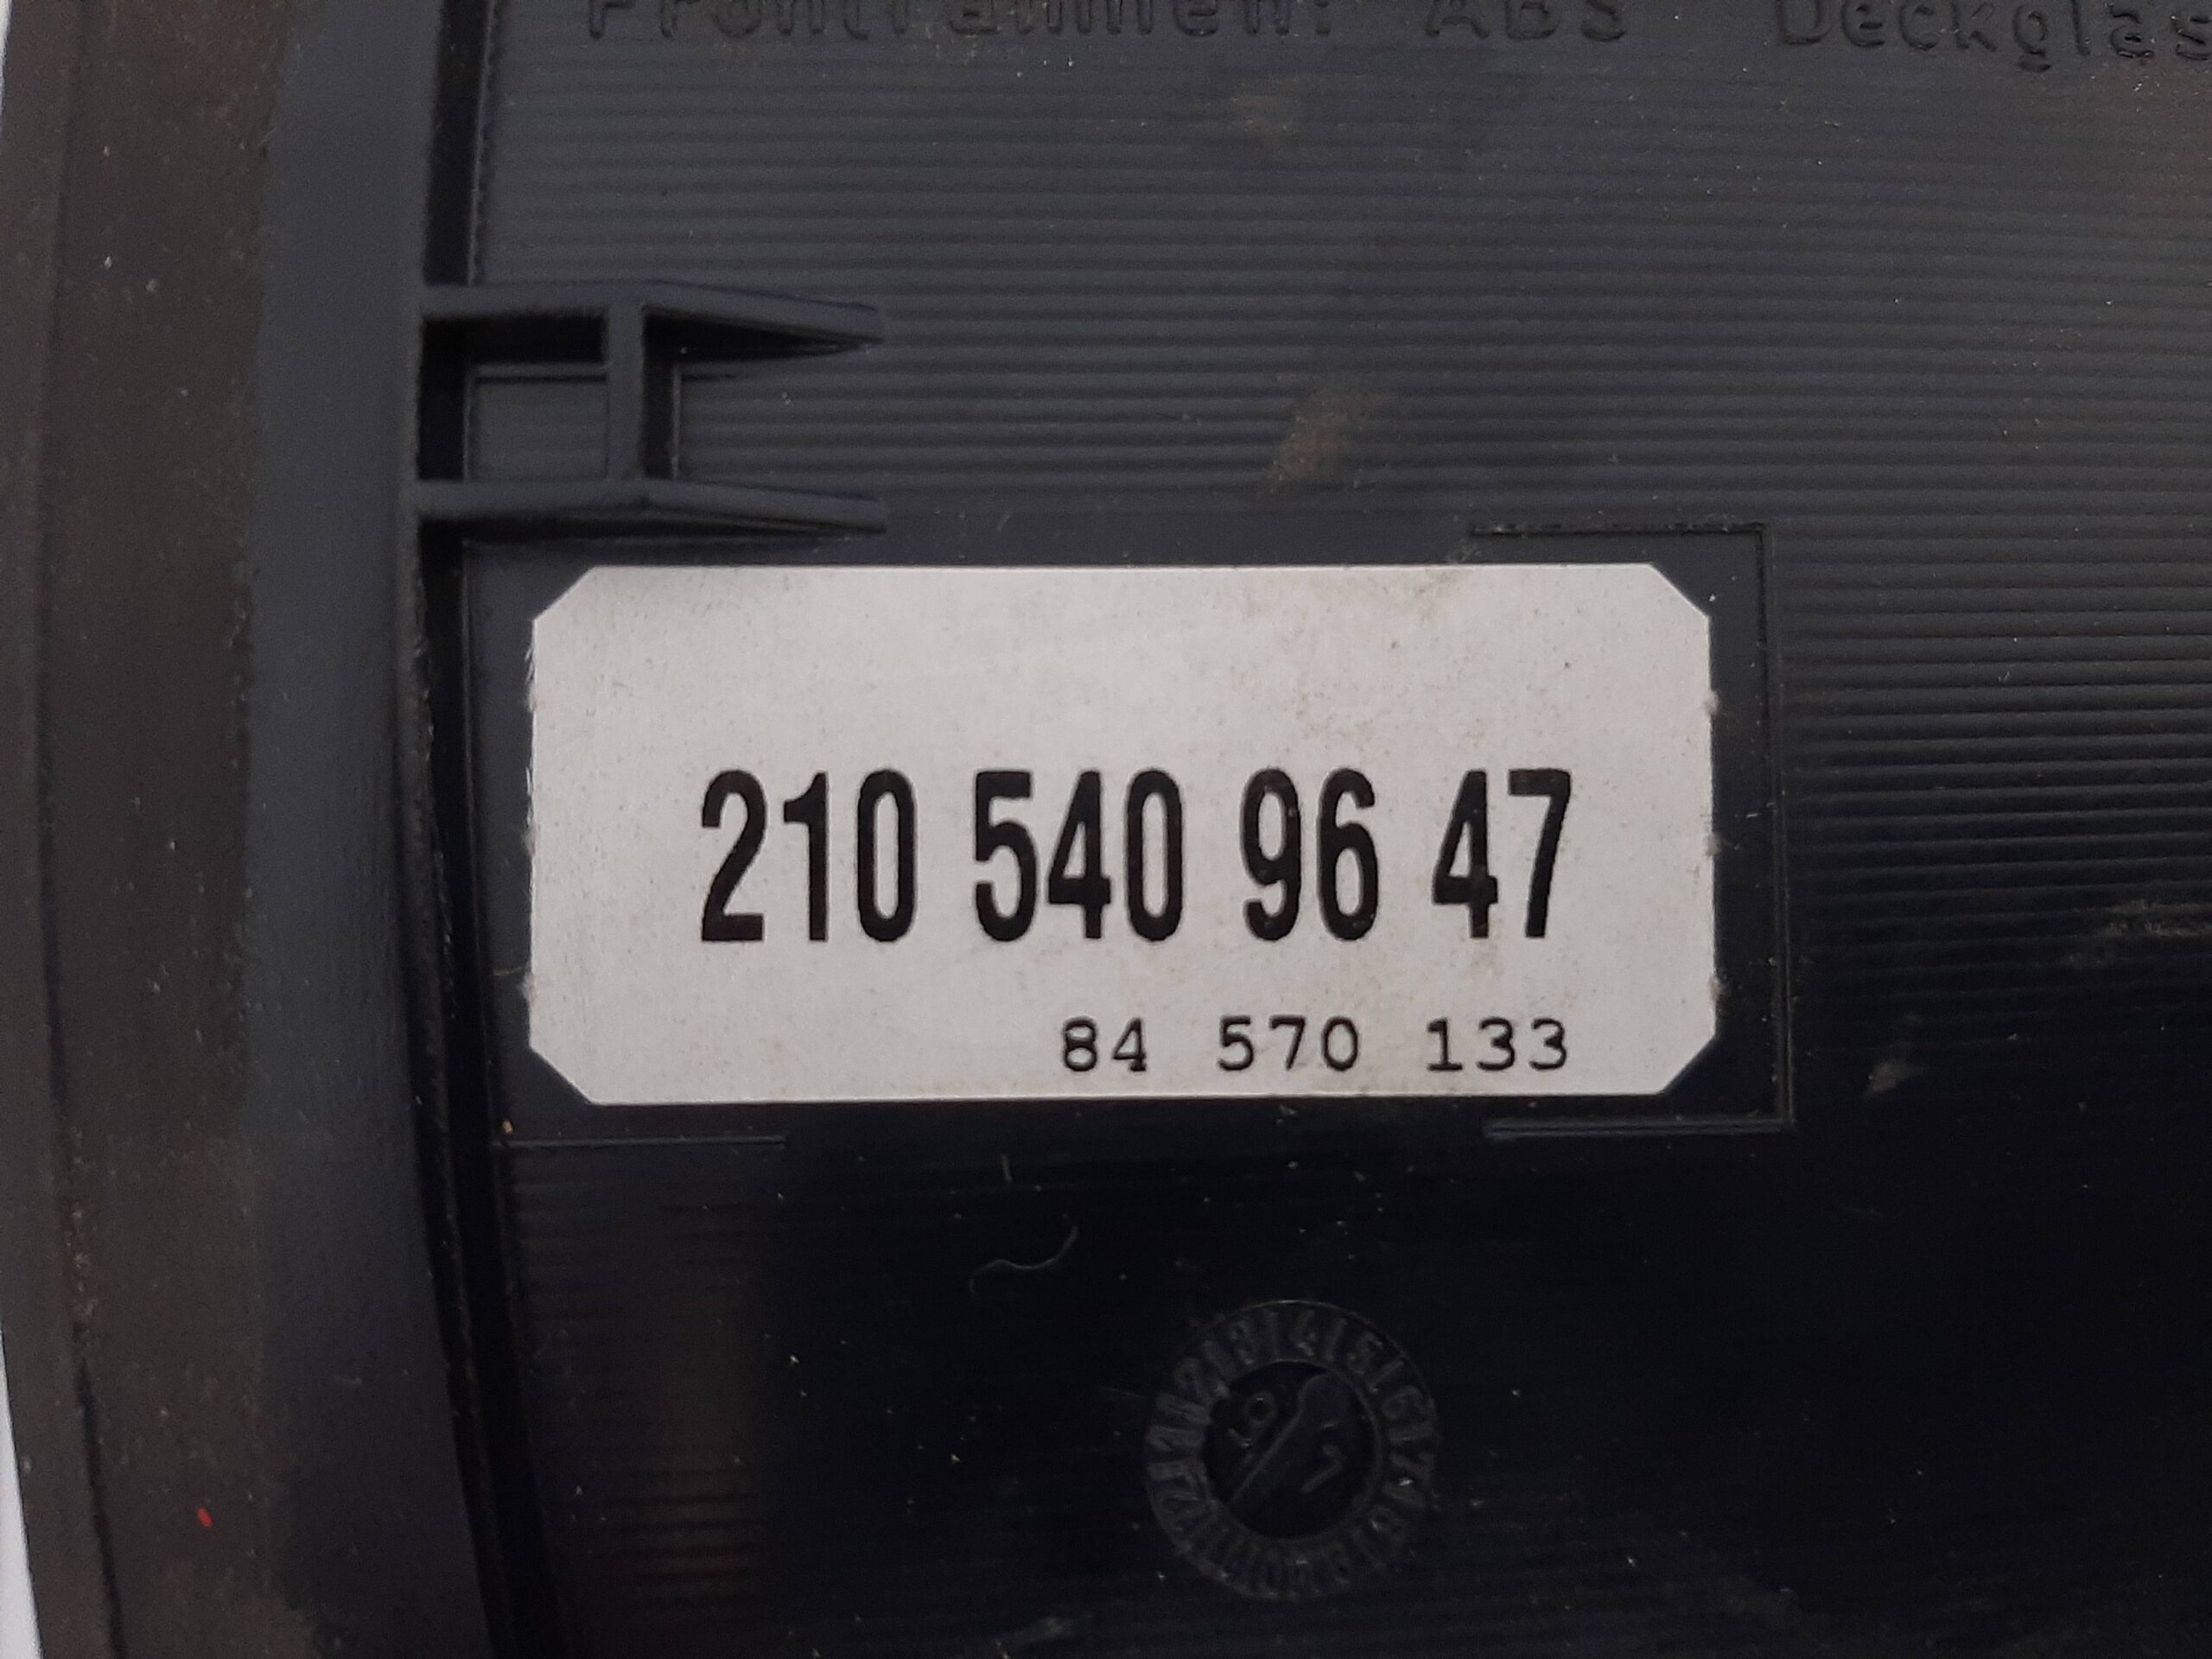 Frontrahmen: ABS Deckglas
210 540 96 47
84 570 133